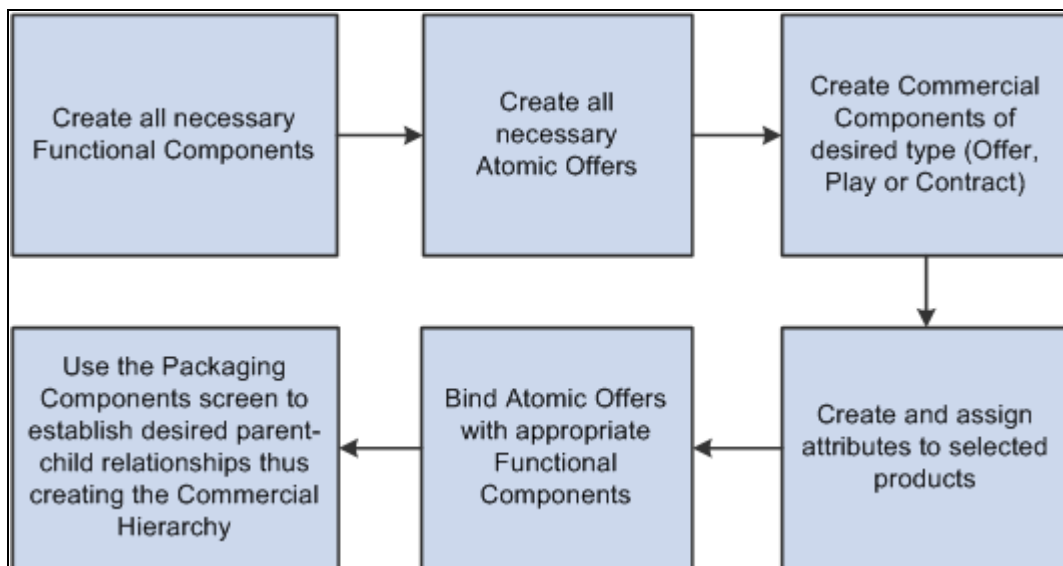 Create all necessary
Functional Components
Create all
necessary
Atomic Offers
Create Commercial
Components of
desired type (Offer,
Play or Contract)
Create and assign
attributes to selected
products
Bind Atomic Offers
with appropriate
Functional
Components
Use the Packaging
Components screen to
establish desired parent-
child relationships thus
creating the Commercial
Hierarchy